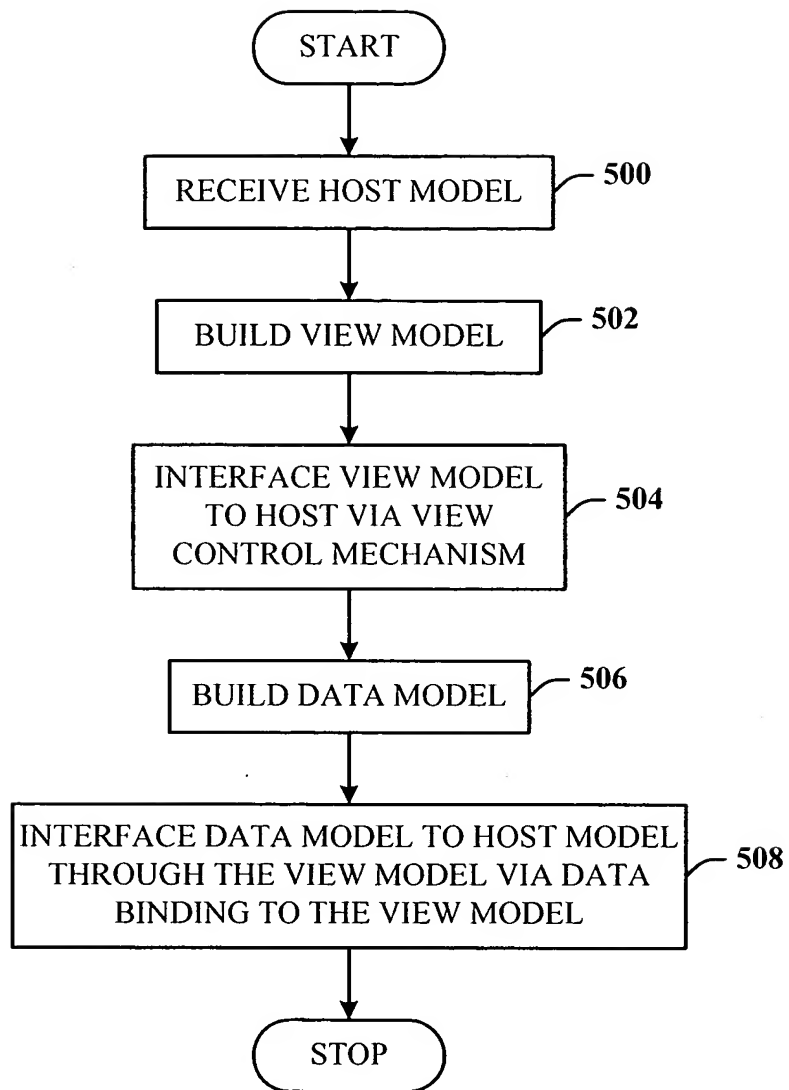 START
RECEIVE HOST MODEL
500
BUILD VIEW MODEL
502
INTERFACE VIEW MODEL
TO HOST VIA VIEW
CONTROL MECHANISM
504
BUILD DATA MODEL
506
INTERFACE DATA MODEL TO HOST MODEL
THROUGH THE VIEW MODEL VIA DATA
BINDING TO THE VIEW MODEL
508
STOP